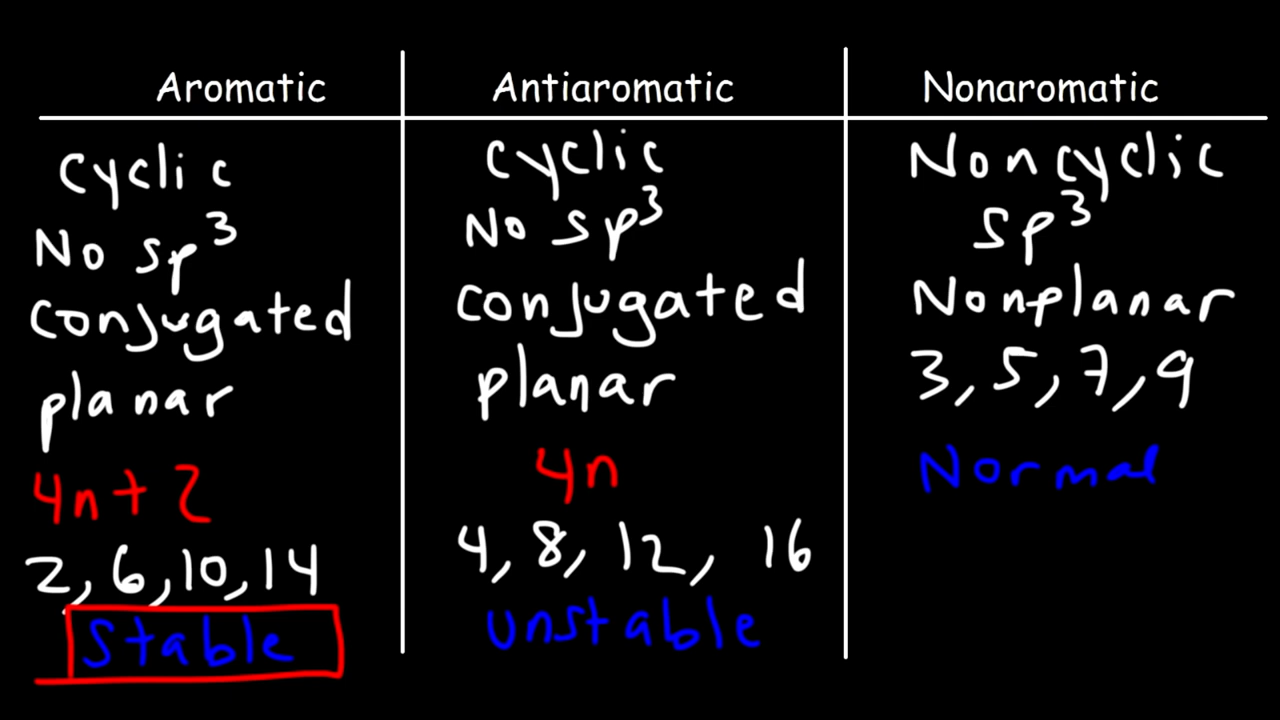 Aromatic
Antiaromatic
Nonaromatic
Cyclic
No sp³
conjugated
planar
4n+2
2, 6, 10, 14
stable
Cyclic
No sp³
conjugated
planar
4n
4, 8, 12, 16
unstable
Noncyclic
sp³
Nonplanar
3, 5, 7, 9
Normal